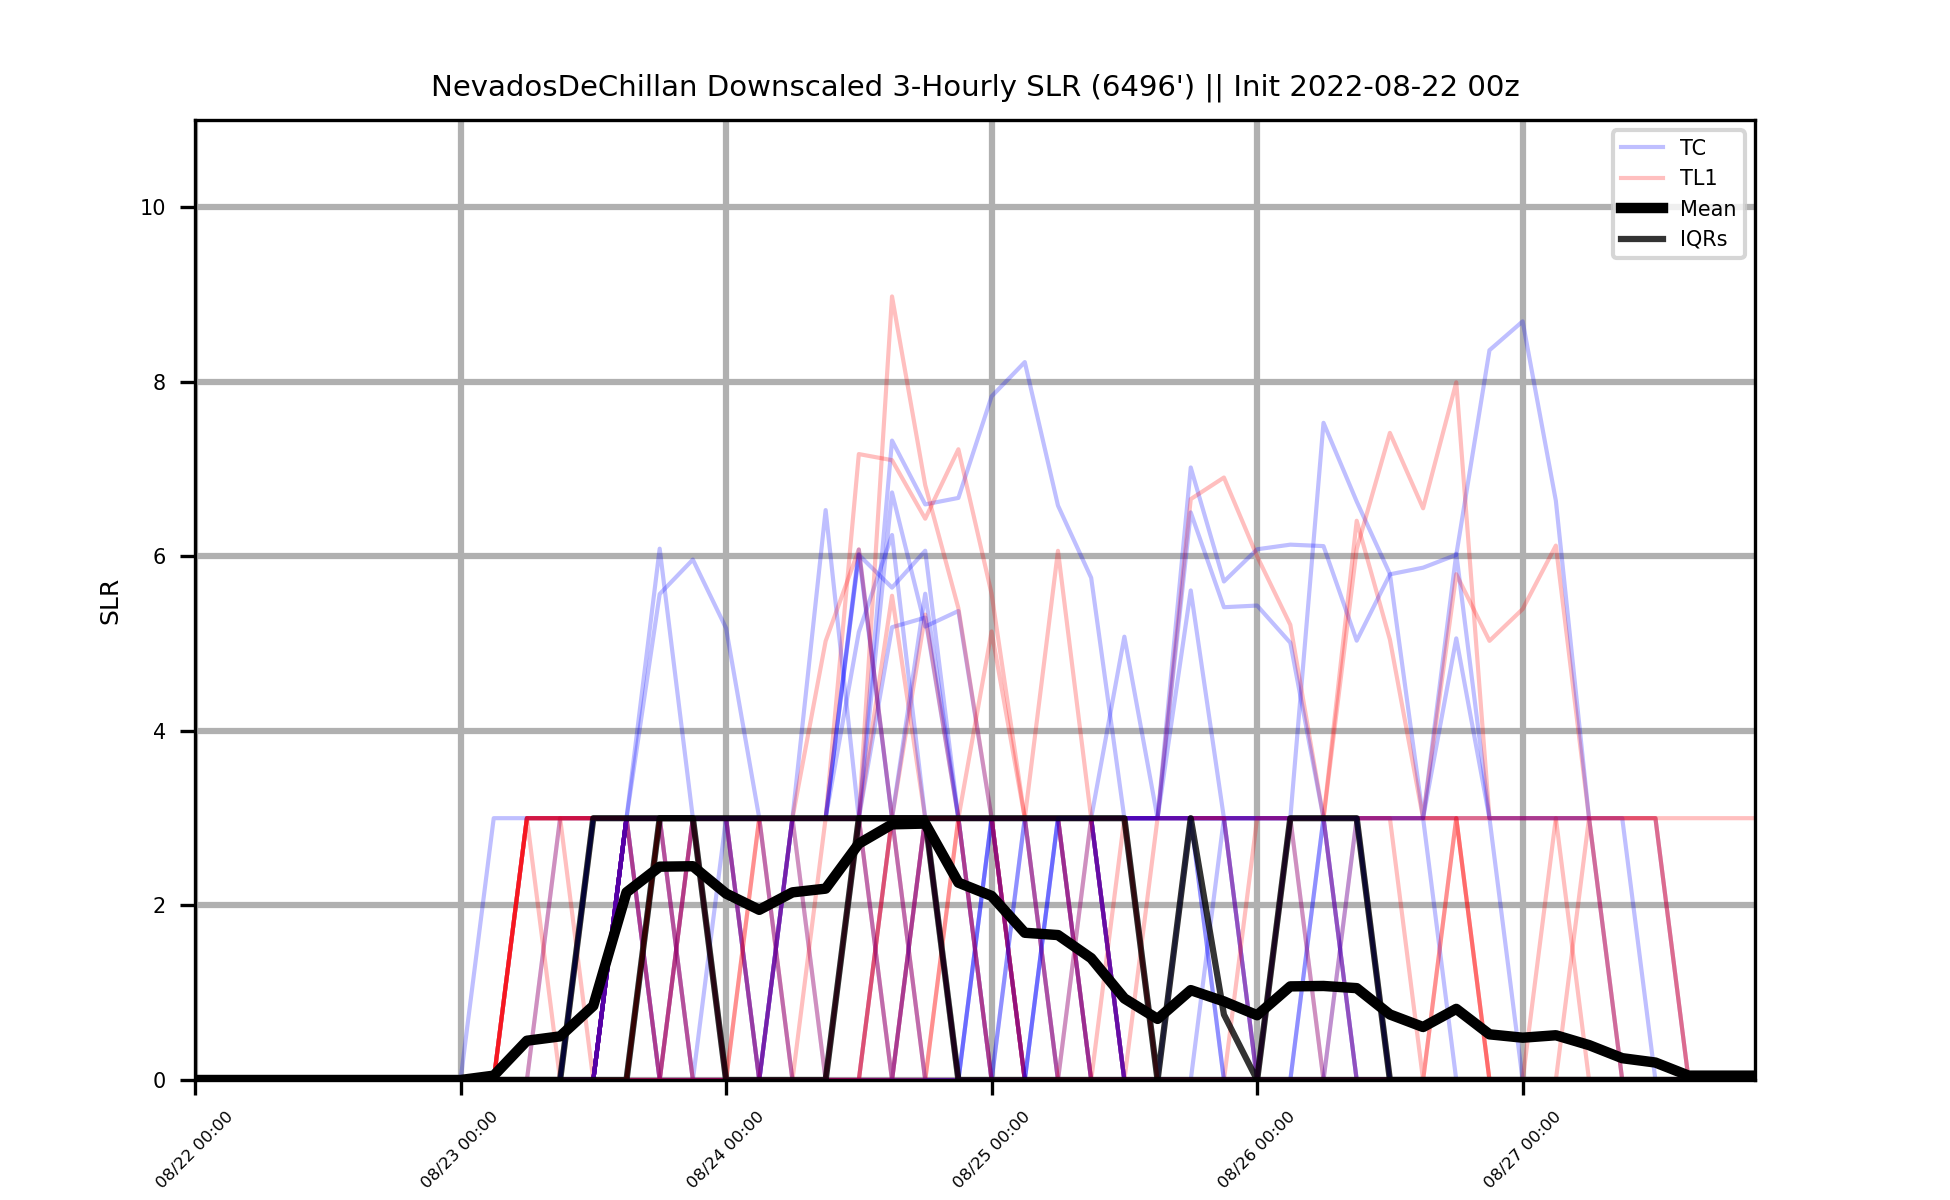 NevadosDeChillan Downscaled 3-Hourly SLR (6496') || Init 2022-08-22 00z
TC
TL1
Mean
IQRs
SLR
10
8
6
4
2
0
08/22 00:00
08/23 00:00
08/24 00:00
08/25 00:00
08/26 00:00
08/27 00:00